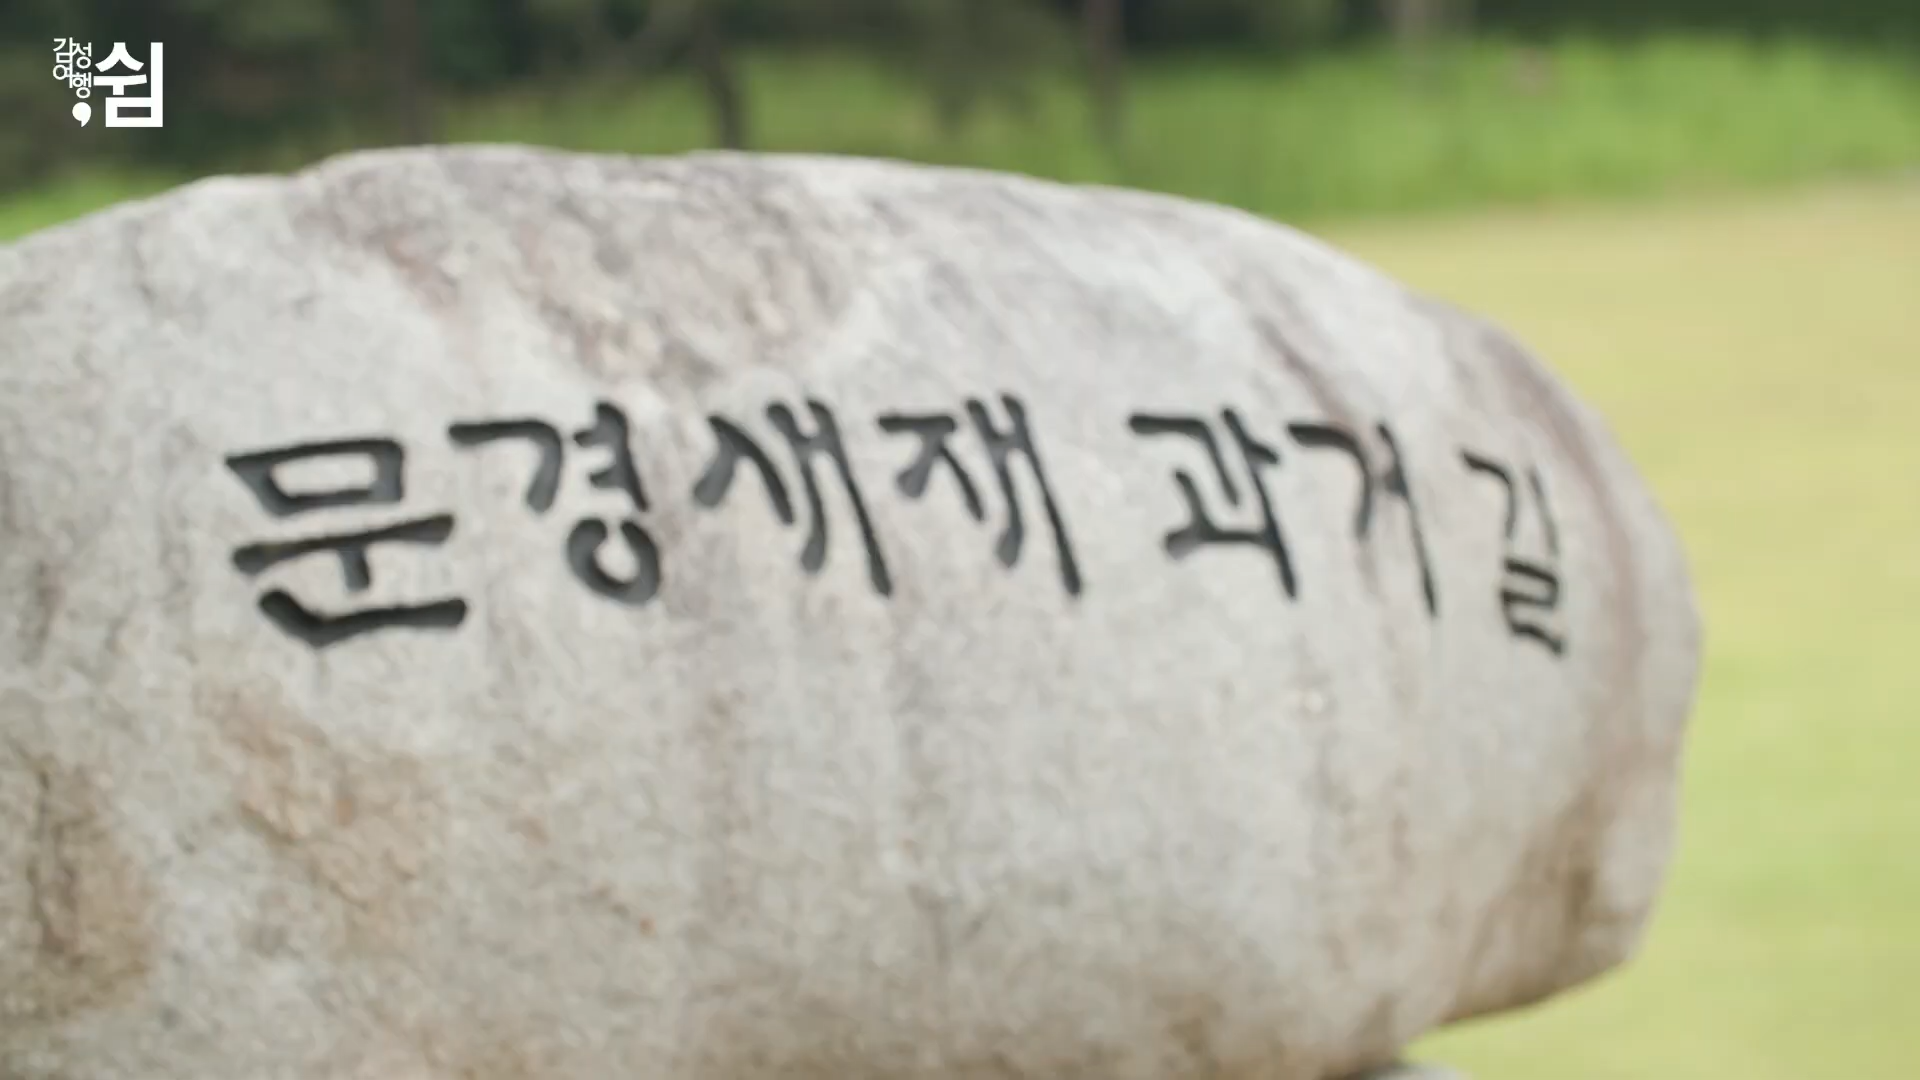 감성
여행
, 쉼
문경새재 과거 길